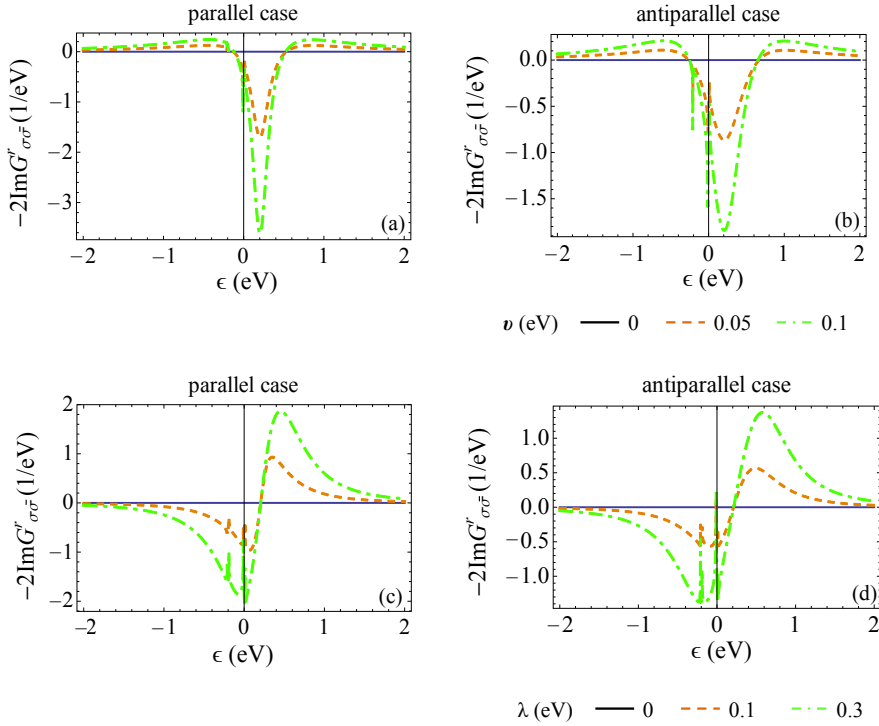 parallel case
0
−1
−2
−3
−2ImG^r_{σσ̄} (1/eV)
(a)
−2 −1 0 1 2
ϵ (eV)
antiparallel case
0.0
−0.5
−1.0
−1.5
−2ImG^r_{σσ̄} (1/eV)
(b)
−2 −1 0 1 2
ϵ (eV)
υ (eV) 0 0.05 0.1
parallel case
2
1
0
−1
−2
−2ImG^r_{σσ̄} (1/eV)
(c)
−2 −1 0 1 2
ϵ (eV)
antiparallel case
1.0
0.5
0.0
−0.5
−1.0
−2ImG^r_{σσ̄} (1/eV)
(d)
−2 −1 0 1 2
ϵ (eV)
λ (eV) 0 0.1 0.3